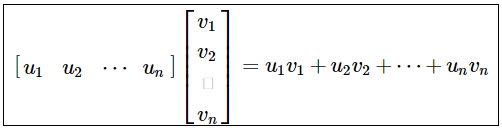 [ u₁ u₂ ⋯ uₙ ] [ v₁ v₂ □ vₙ ] = u₁v₁ + u₂v₂ + ⋯ + uₙvₙ